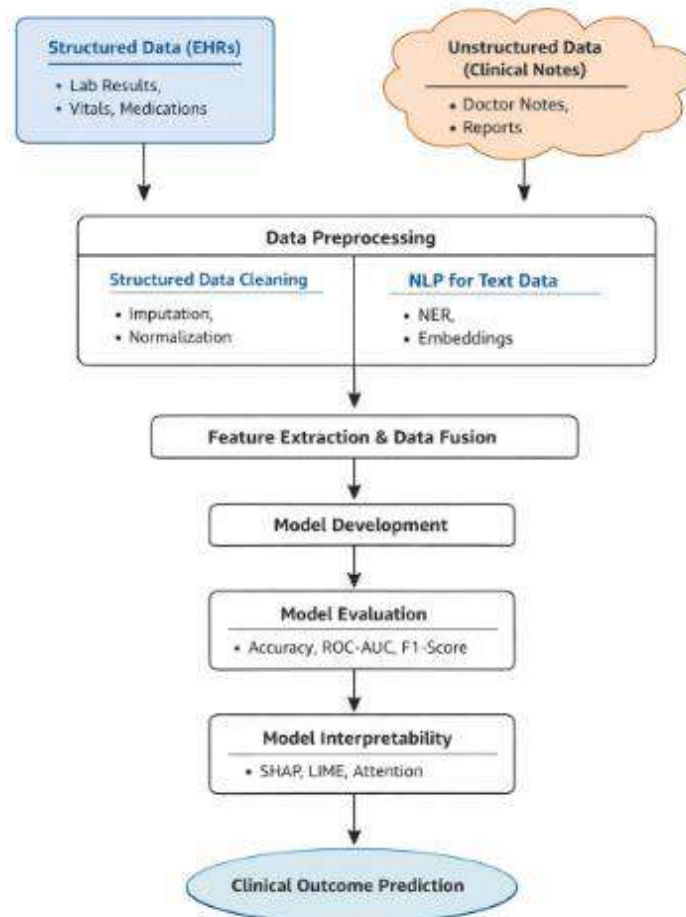 Structured Data (EHRs)
• Lab Results,
• Vitals, Medications
Unstructured Data
(Clinical Notes)
• Doctor Notes,
• Reports
Data Preprocessing
Structured Data Cleaning
• Imputation,
• Normalization
NLP for Text Data
• NER,
• Embeddings
Feature Extraction & Data Fusion
Model Development
Model Evaluation
• Accuracy, ROC-AUC, F1-Score
Model Interpretability
• SHAP, LIME, Attention
Clinical Outcome Prediction